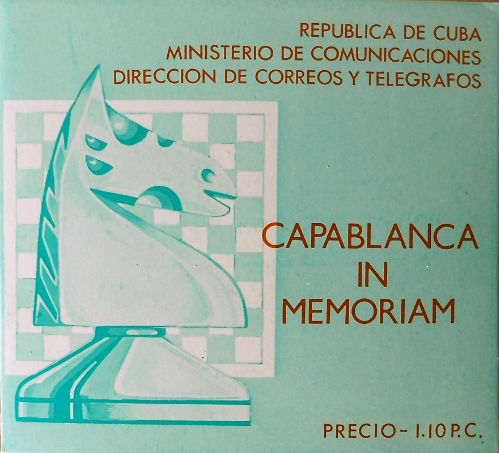 REPUBLICA DE CUBA
MINISTERIO DE COMUNICACIONES
DIRECCION DE CORREOS Y TELEGRAFOS
CAPABLANCA
IN
MEMORIAM
PRECIO- 1.10 P.C.